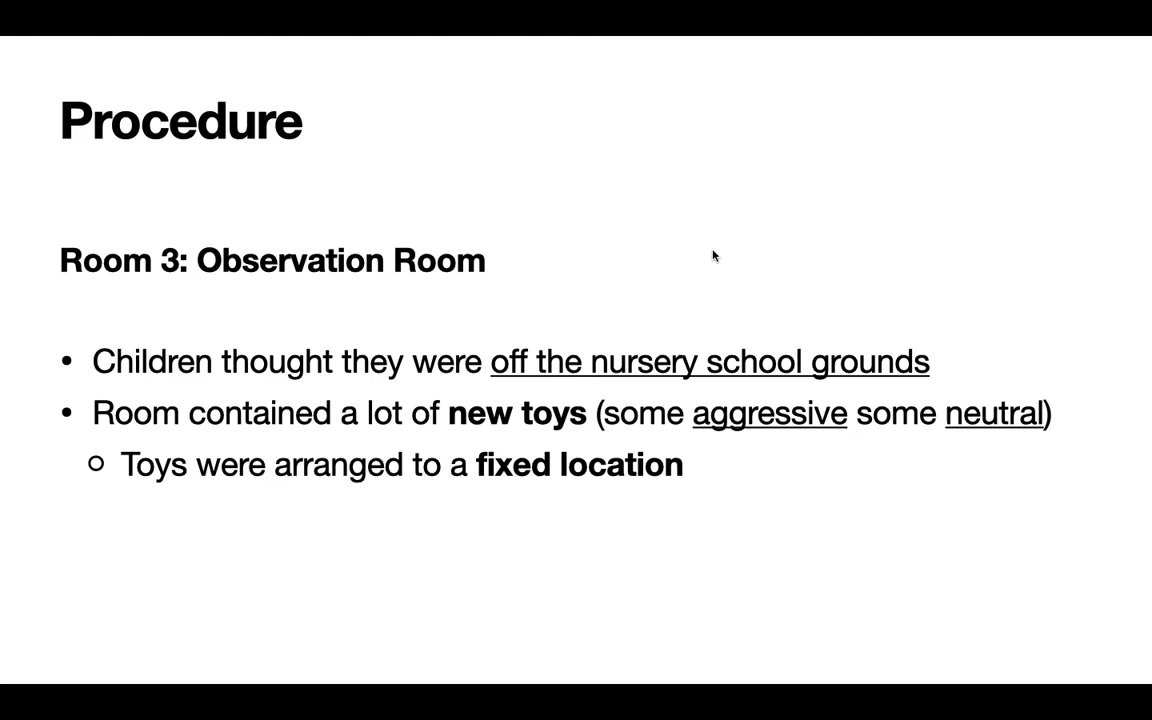 Procedure
Room 3: Observation Room
• Children thought they were off the nursery school grounds
• Room contained a lot of new toys (some aggressive some neutral)
○ Toys were arranged to a fixed location